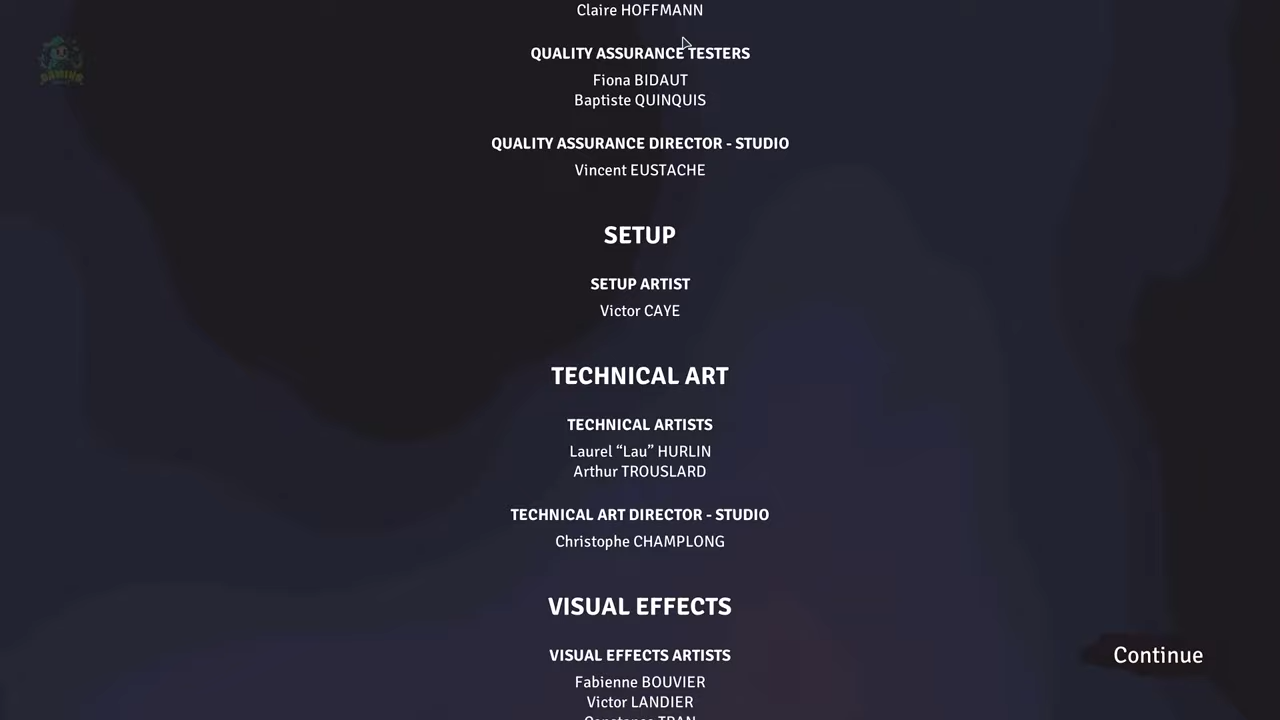 Claire HOFFMANN
QUALITY ASSURANCE TESTERS
Fiona BIDAUT
Baptiste QUINQUIS
QUALITY ASSURANCE DIRECTOR - STUDIO
Vincent EUSTACHE
SETUP
SETUP ARTIST
Victor CAYE
TECHNICAL ART
TECHNICAL ARTISTS
Laurel “Lau” HURLIN
Arthur TROUSLARD
TECHNICAL ART DIRECTOR - STUDIO
Christophe CHAMPLONG
VISUAL EFFECTS
VISUAL EFFECTS ARTISTS
Fabienne BOUVIER
Victor LANDIER
Continue